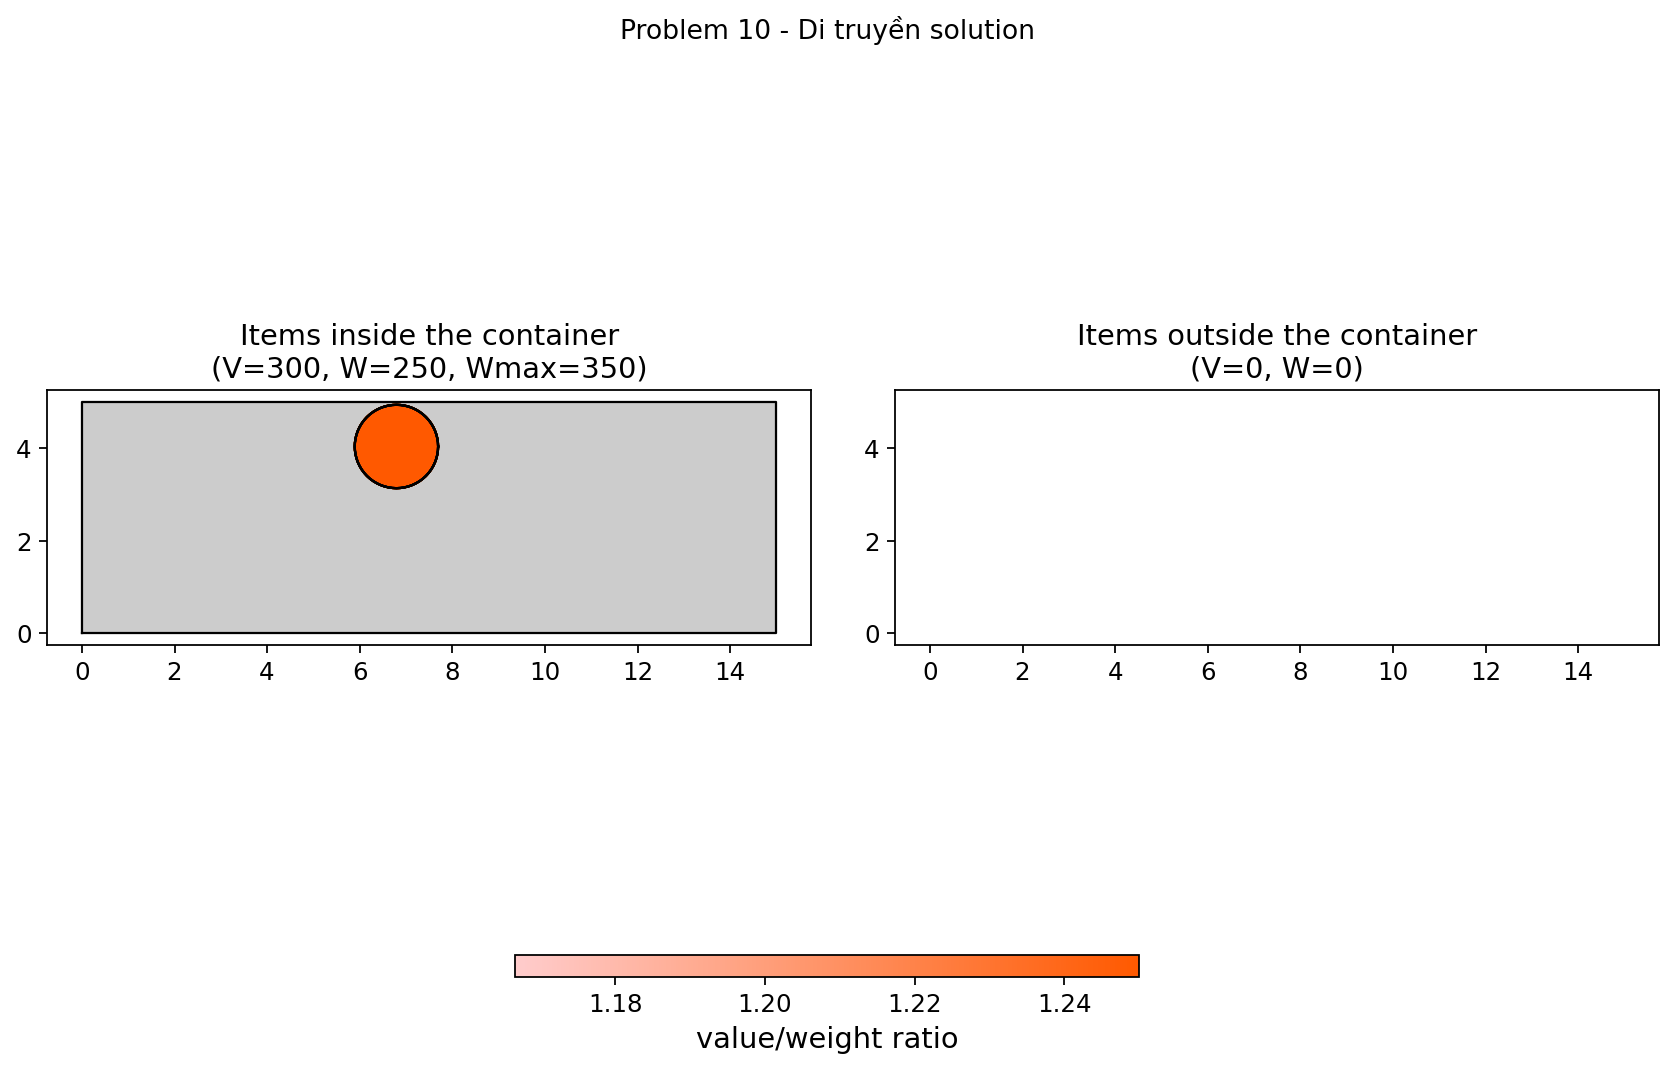 Problem 10 - Di truyền solution
Items inside the container
(V=300, W=250, Wmax=350)
4
2
0
0 2 4 6 8 10 12 14
Items outside the container
(V=0, W=0)
4
2
0
0 2 4 6 8 10 12 14
1.18 1.20 1.22 1.24
value/weight ratio